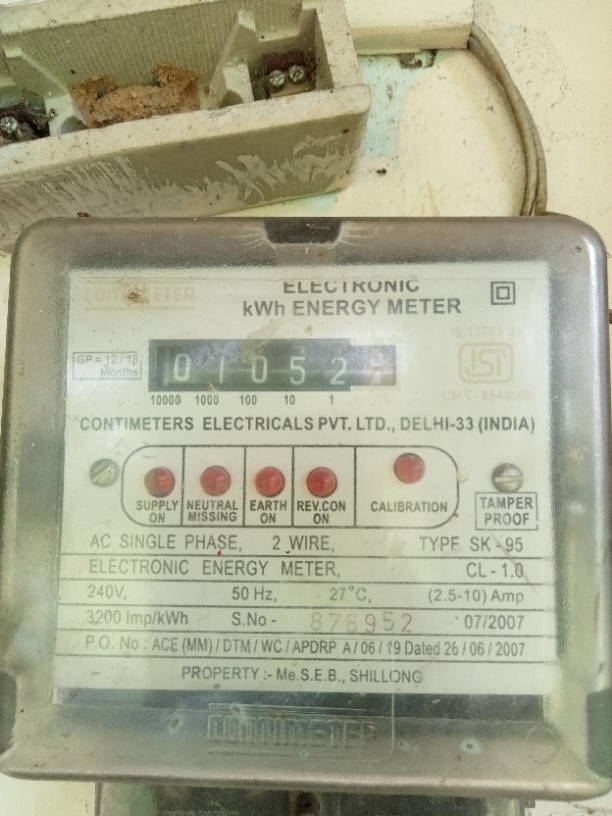 CONTIMETER
ELECTRONIC
kWh ENERGY METER
GP = 12 / 18
Months
0 1 0 5 2
10000 1000 100 10 1
ISI
CONTIMETERS ELECTRICALS PVT. LTD., DELHI-33 (INDIA)
SUPPLY ON
NEUTRAL MISSING
EARTH ON
REV.CON ON
CALIBRATION
TAMPER PROOF
AC SINGLE PHASE, 2 WIRE, TYPE SK - 95
ELECTRONIC ENERGY METER, CL - 1.0
240V, 50 Hz, 27°C, (2.5-10) Amp
3200 Imp/kWh S.No - 876952 07/2007
P.O. No : ACE (MM) / DTM / WC / APDRP A / 06 / 19 Dated 26 / 06 / 2007
PROPERTY :- Me.S.E.B., SHILLONG
CONTIMETER